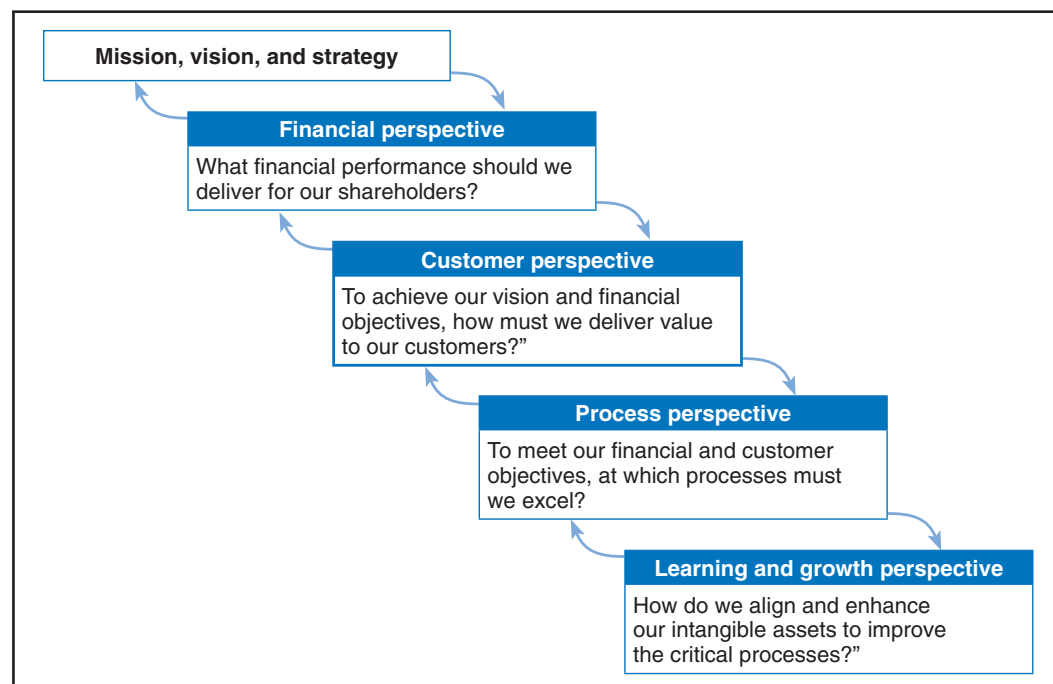 Mission, vision, and strategy
Financial perspective
What financial performance should we
deliver for our shareholders?
Customer perspective
To achieve our vision and financial
objectives, how must we deliver value
to our customers?”
Process perspective
To meet our financial and customer
objectives, at which processes must
we excel?
Learning and growth perspective
How do we align and enhance
our intangible assets to improve
the critical processes?”